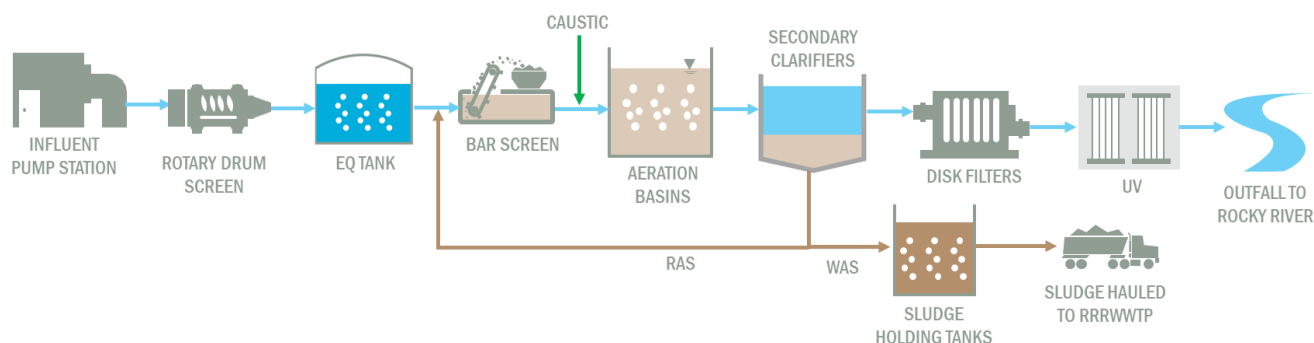 CAUSTIC
SECONDARY
CLARIFIERS
INFLUENT
PUMP STATION
ROTARY DRUM
SCREEN
EQ TANK
BAR SCREEN
AERATION
BASINS
DISK FILTERS
UV
OUTFALL TO
ROCKY RIVER
RAS
WAS
SLUDGE
HOLDING TANKS
SLUDGE HAULED
TO RRRWWTP